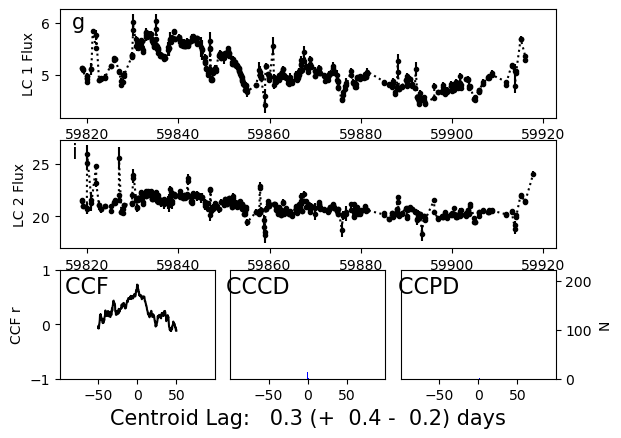 g
6
5
LC 1 Flux
59820 59840 59860 59880 59900 59920
i
25
20
LC 2 Flux
59820 59840 59860 59880 59900 59920
CCF CCCD CCPD
1
0
−1
CCF r
200
100
0
N
−50 0 50 −50 0 50 −50 0 50
Centroid Lag: 0.3 (+ 0.4 - 0.2) days